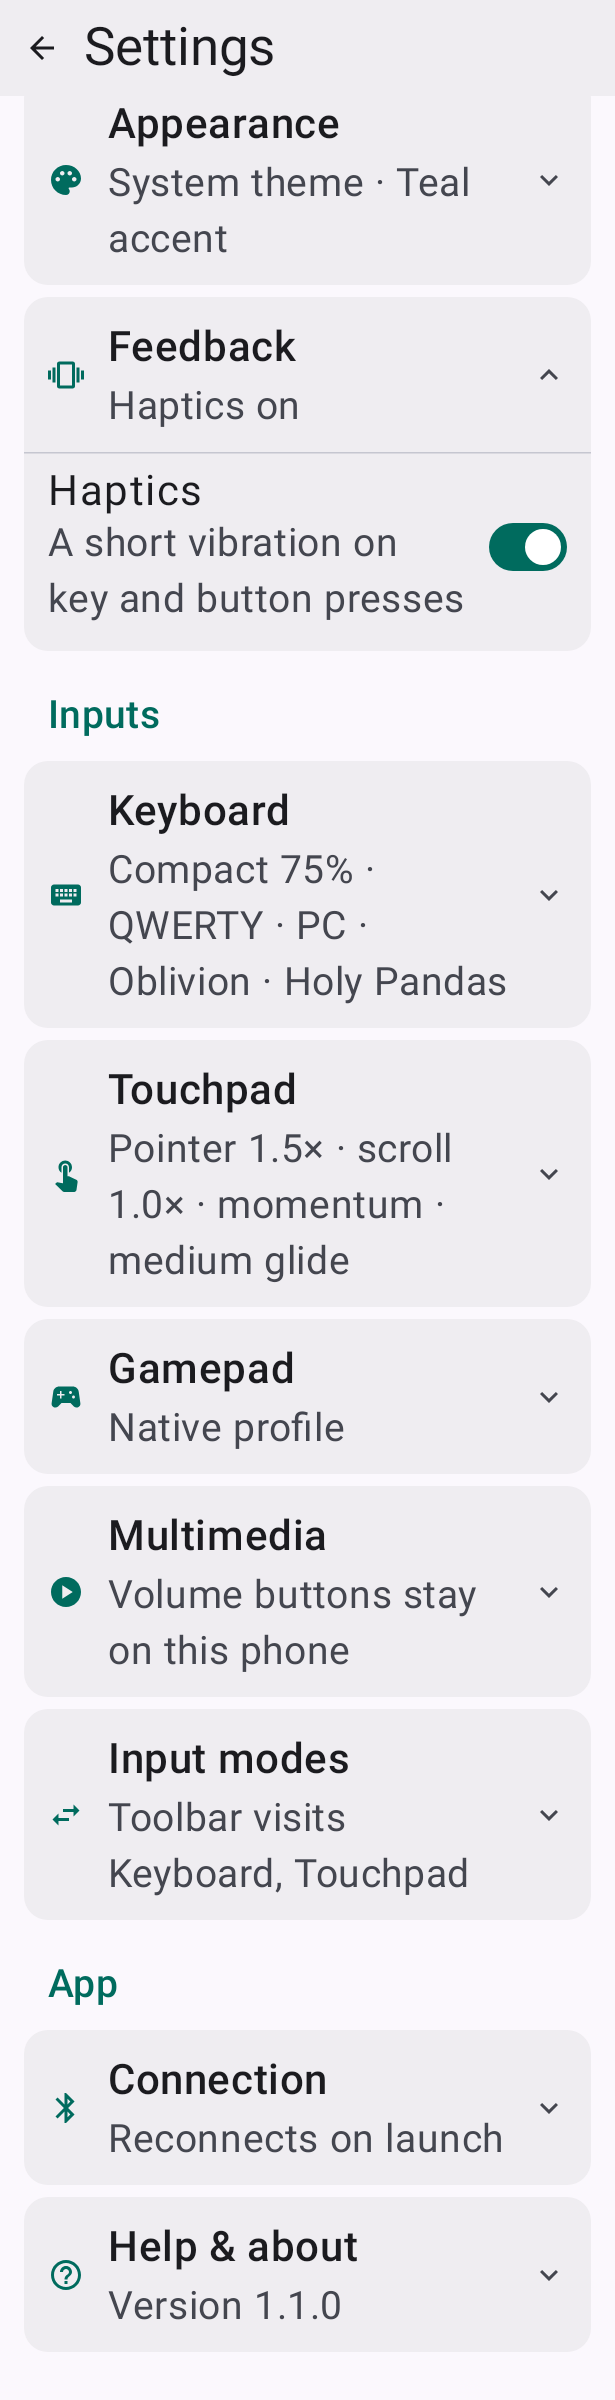 Settings
Appearance
System theme · Teal
accent
Feedback
Haptics on
Haptics
A short vibration on
key and button presses
Inputs
Keyboard
Compact 75% ·
QWERTY · PC ·
Oblivion · Holy Pandas
Touchpad
Pointer 1.5× · scroll
1.0× · momentum ·
medium glide
Gamepad
Native profile
Multimedia
Volume buttons stay
on this phone
Input modes
Toolbar visits
Keyboard, Touchpad
App
Connection
Reconnects on launch
Help & about
Version 1.1.0